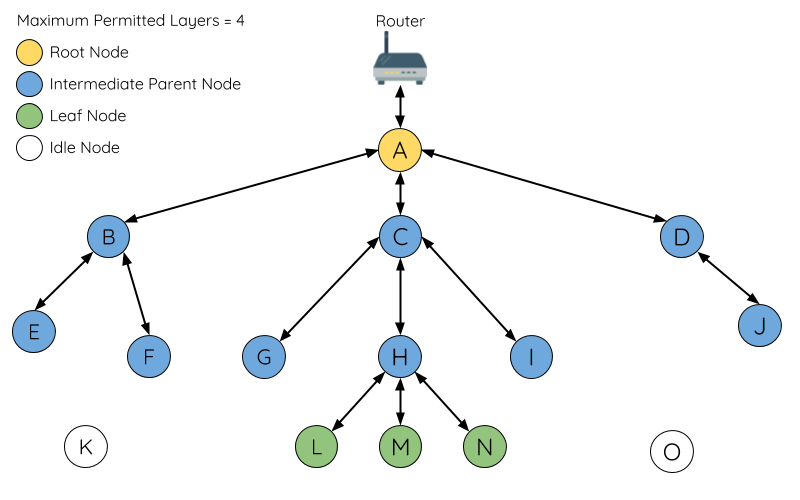 Maximum Permitted Layers = 4
Router
Root Node
Intermediate Parent Node
Leaf Node
Idle Node
A
B
C
D
E
F
G
H
I
J
K
L
M
N
O